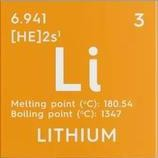 6.941 3
[HE]2s¹
Li
Melting point (°C): 180.54
Boiling point (°C): 1347
LITHIUM